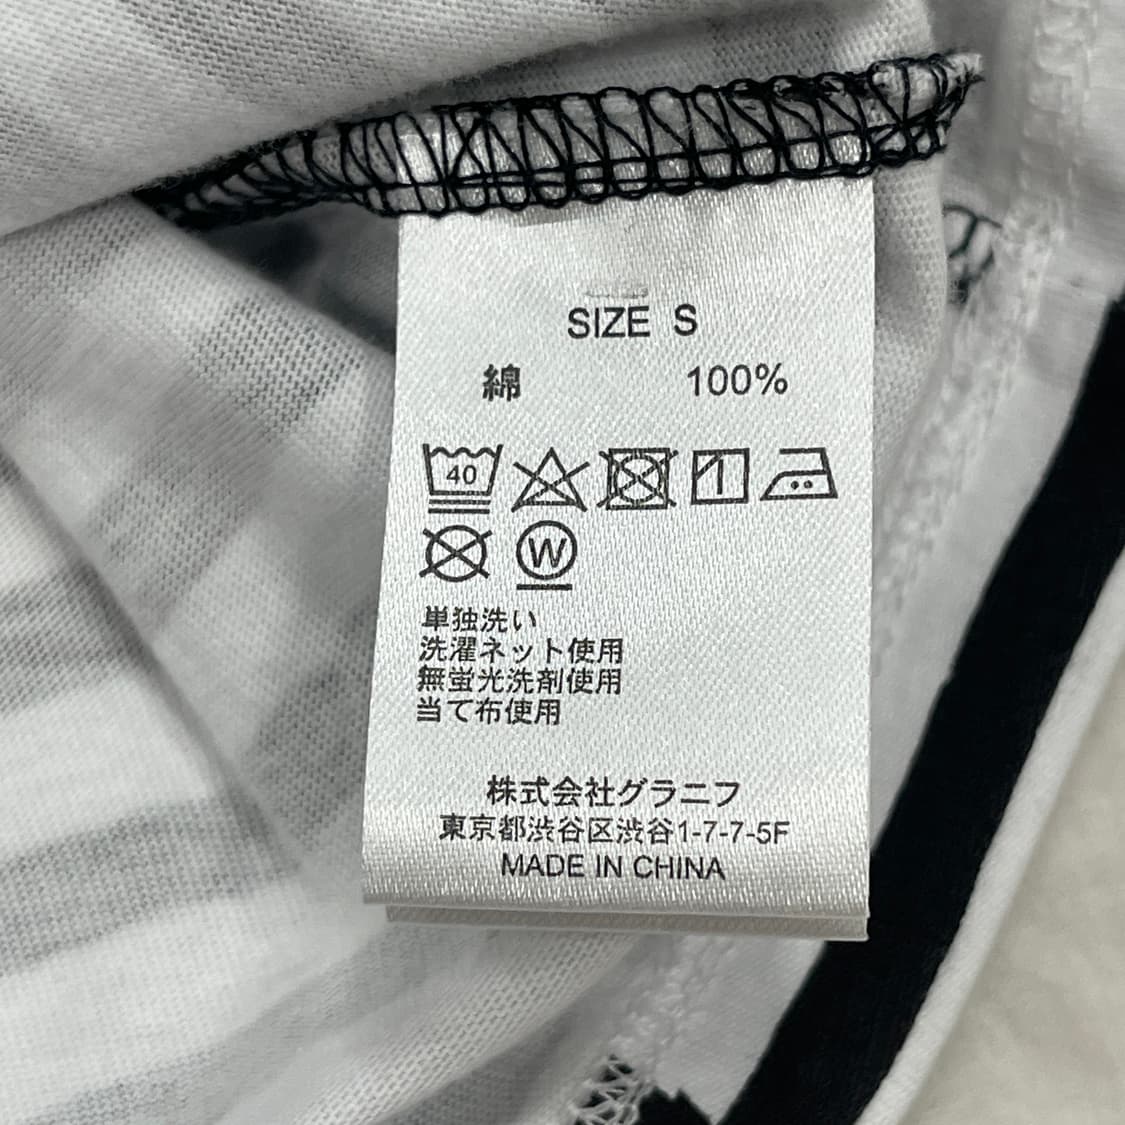 SIZE S
綿 100%
40
W
単独洗い
洗濯ネット使用
無蛍光洗剤使用
当て布使用
株式会社グラニフ
東京都渋谷区渋谷1-7-7-5F
MADE IN CHINA